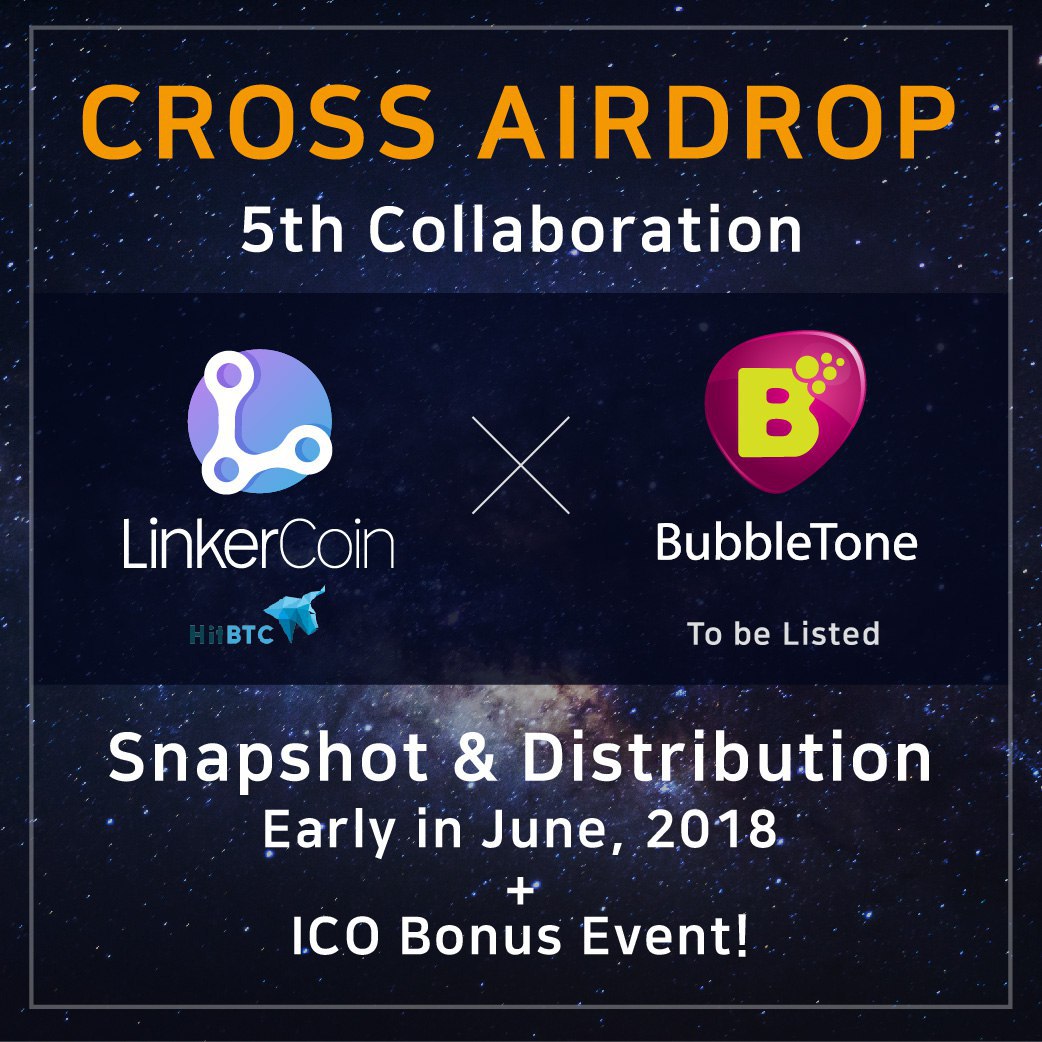 CROSS AIRDROP
5th Collaboration
LinkerCoin
HitBTC
B
BubbleTone
To be Listed
Snapshot & Distribution
Early in June, 2018
+
ICO Bonus Event!